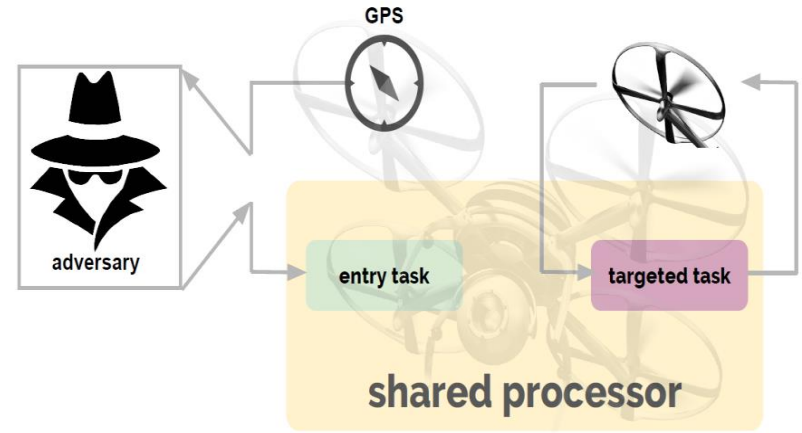 GPS
adversary
entry task
targeted task
shared processor